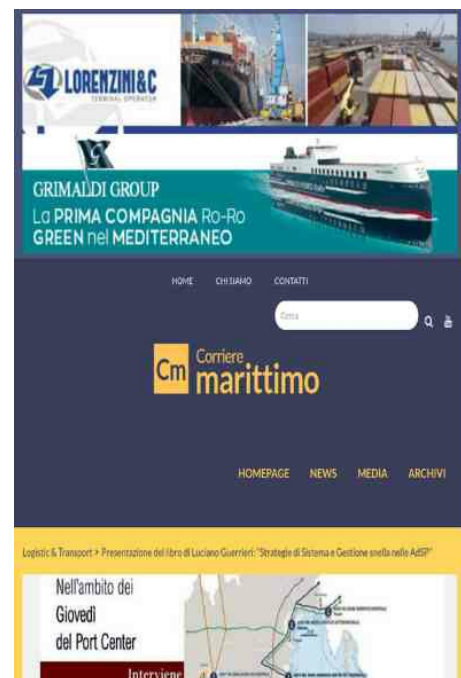 LORENZINI&C
TERMINAL OPERATOR
GRIMALDI GROUP
La PRIMA COMPAGNIA Ro-Ro
GREEN nel MEDITERRANEO
HOME CHI SIAMO CONTATTI
Cerca
Cm Corriere
marittimo
HOMEPAGE NEWS MEDIA ARCHIVI
Logistic & Transport > Presentazione del libro di Luciano Guerrieri: "Strategie di Sistema e Gestione snella nelle AdSP"
Nell'ambito dei
Giovedì
del Port Center
Interviene